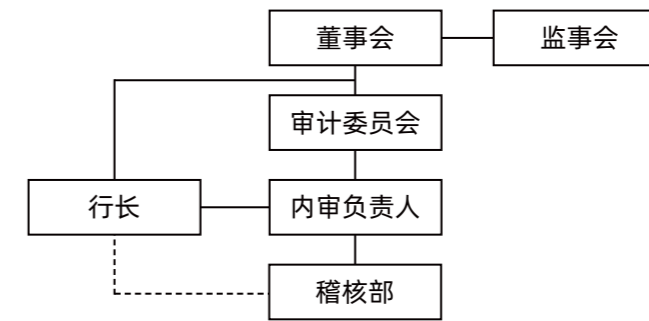 董事会
监事会
审计委员会
行长
内审负责人
稽核部